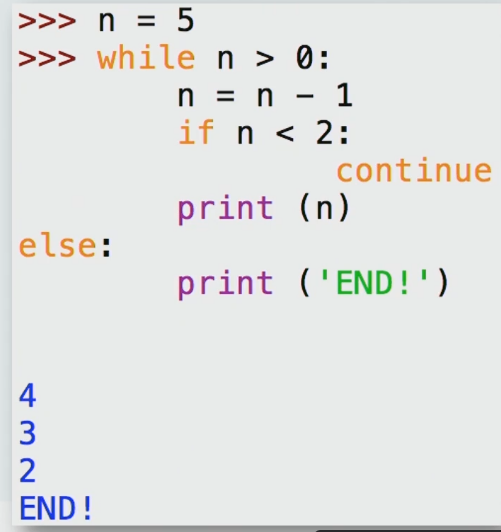 >>> n = 5
>>> while n > 0:
n = n - 1
if n < 2:
continue
print (n)
else:
print ('END!')
4
3
2
END!